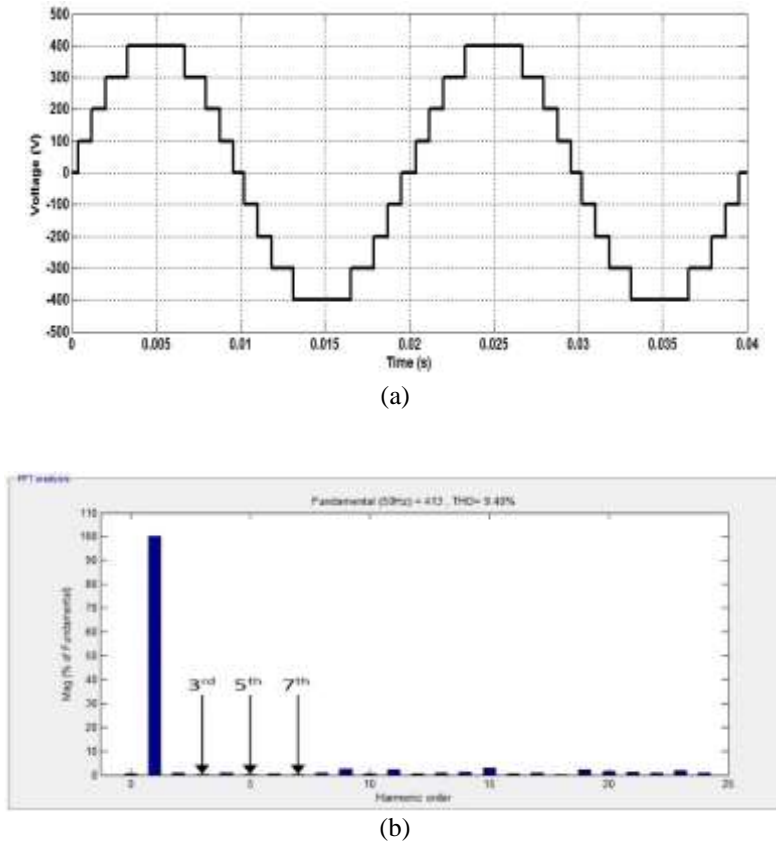 500
400
300
200
100
0
-100
-200
-300
-400
-500
Voltage (V)
0 0.005 0.01 0.015 0.02 0.025 0.03 0.035 0.04
Time (s)
(a)
FFT analysis
Fundamental (50Hz) = 413 , THD= 9.40%
110
100
90
80
70
60
50
40
30
20
10
0
Mag (% of Fundamental)
3rd 5th 7th
0 5 10 15 20 25
Harmonic order
(b)